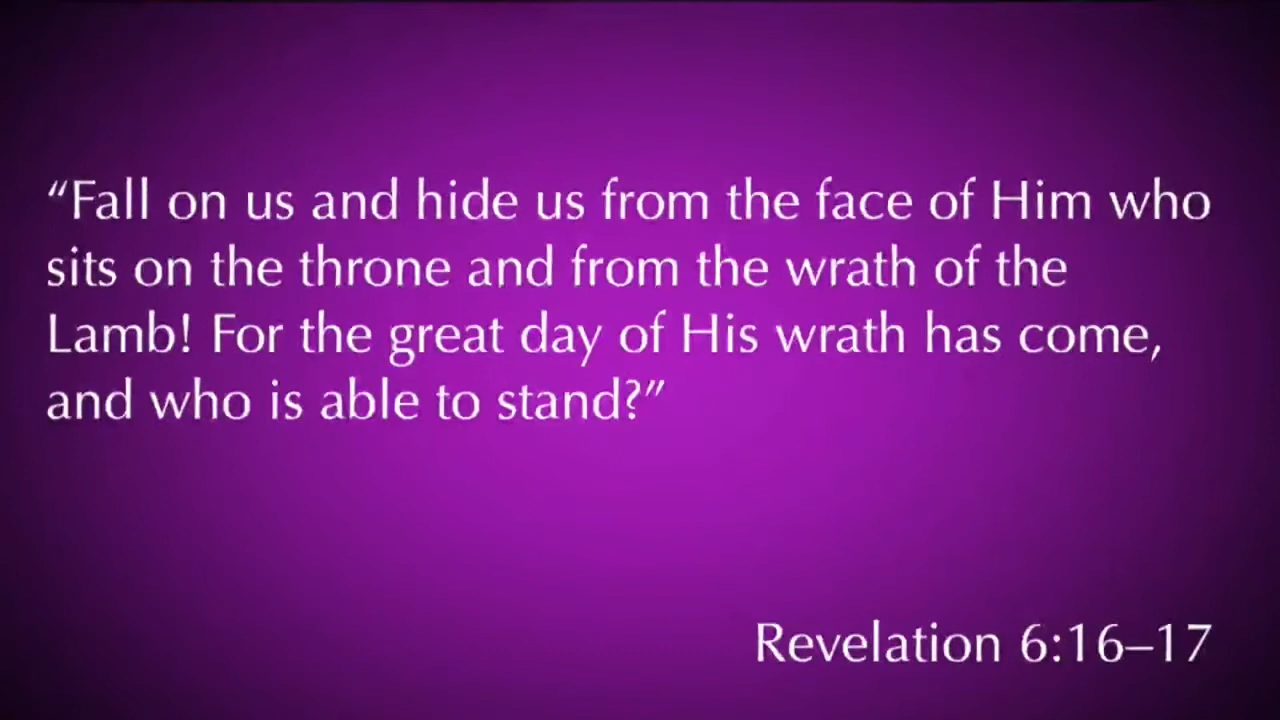 “Fall on us and hide us from the face of Him who
sits on the throne and from the wrath of the
Lamb! For the great day of His wrath has come,
and who is able to stand?”
Revelation 6:16–17